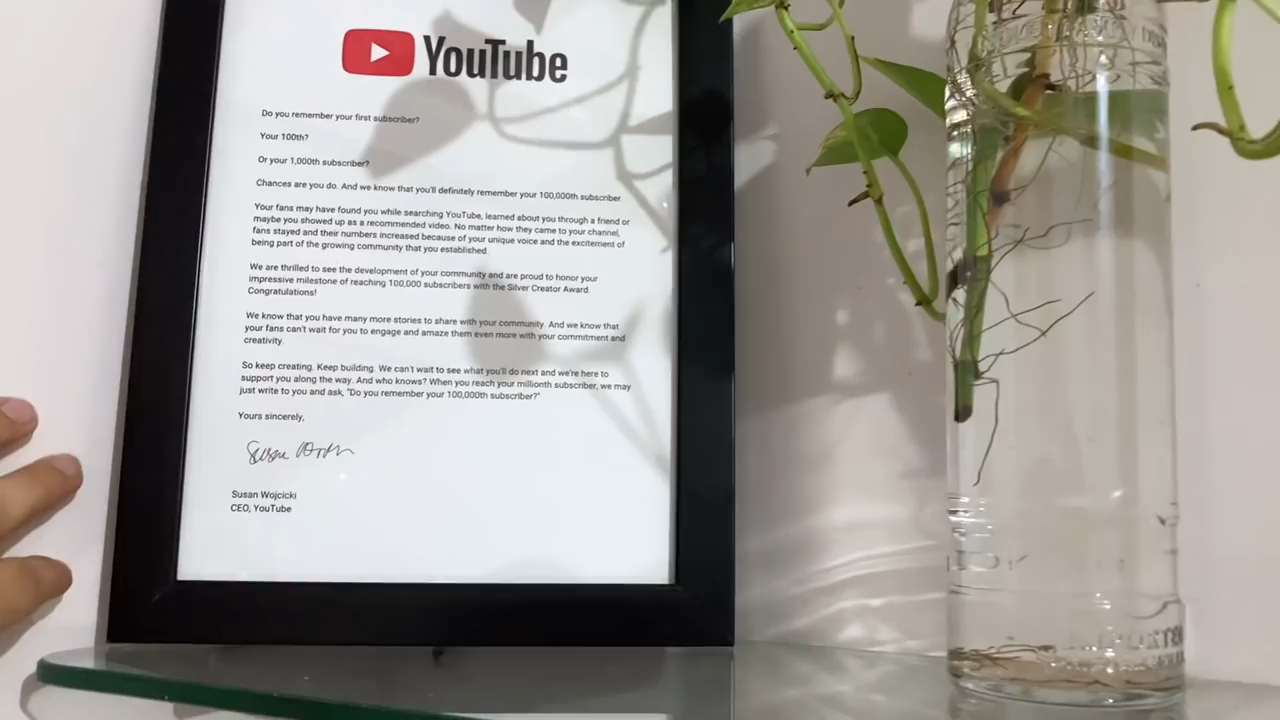 YouTube
Do you remember your first subscriber?
Your 100th?
Or your 1,000th subscriber?
Chances are you do. And we know that you'll definitely remember your 100,000th subscriber.
Your fans may have found you while searching YouTube, learned about you through a friend or
maybe you showed up as a recommended video. No matter how they came to your channel,
fans stayed and their numbers increased because of your unique voice and the excitement of
being part of the growing community that you established.
We are thrilled to see the development of your community and are proud to honor your
impressive milestone of reaching 100,000 subscribers with the Silver Creator Award.
Congratulations!
We know that you have many more stories to share with your community. And we know that
your fans can't wait for you to engage and amaze them even more with your commitment and
creativity.
So keep creating. Keep building. We can't wait to see what you'll do next and we're here to
support you along the way. And who knows? When you reach your millionth subscriber, we may
just write to you and ask, "Do you remember your 100,000th subscriber?"
Yours sincerely,
Susan Wojcicki
CEO, YouTube